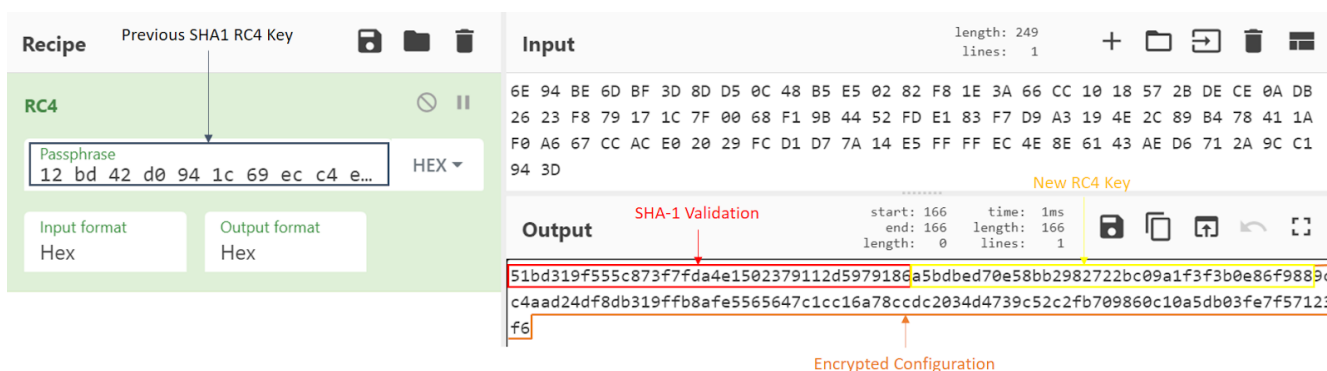 Recipe
Previous SHA1 RC4 Key
RC4
Passphrase
12 bd 42 d0 94 1c 69 ec c4 e...
HEX
Input format
Hex
Output format
Hex
Input
length: 249
lines: 1
6E 94 BE 6D BF 3D 8D D5 0C 48 B5 E5 02 82 F8 1E 3A 66 CC 10 18 57 2B DE CE 0A DB
26 23 F8 79 17 1C 7F 00 68 F1 9B 44 52 FD E1 83 F7 D9 A3 19 4E 2C 89 B4 78 41 1A
F0 A6 67 CC AC E0 20 29 FC D1 D7 7A 14 E5 FF FF EC 4E 8E 61 43 AE D6 71 2A 9C C1
94 3D
New RC4 Key
Output
SHA-1 Validation
start: 166
end: 166
length: 0
time: 1ms
length: 166
lines: 1
51bd319f555c873f7fda4e1502379112d5979186a5bdbed70e58bb2982722bc09a1f3f3b0e86f9889c
c4aad24df8db319ffb8afe5565647c1cc16a78ccdc2034d4739c52c2fb709860c10a5db03fe7f57123
f6
Encrypted Configuration